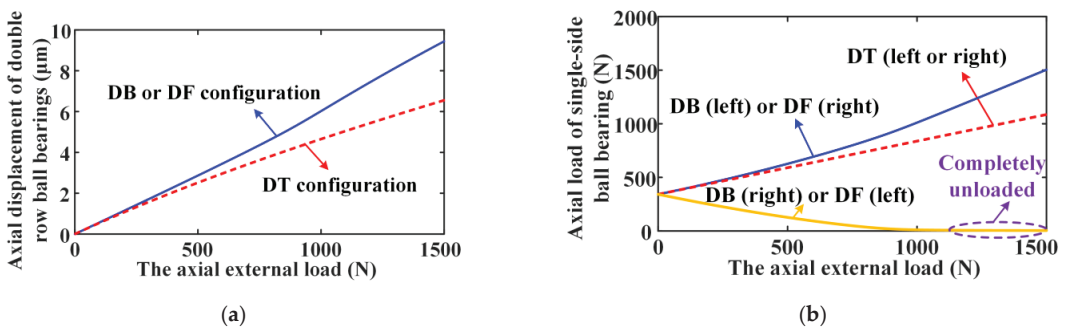 Axial displacement of double
row ball bearings (μm)
10
8
6
4
2
0
DB or DF configuration
DT configuration
0
500
1000
1500
The axial external load (N)
(a)
Axial load of single-side
ball bearing (N)
2000
1500
1000
500
0
DT (left or right)
DB (left) or DF (right)
Completely
unloaded
DB (right) or DF (left)
0
500
1000
1500
The axial external load (N)
(b)